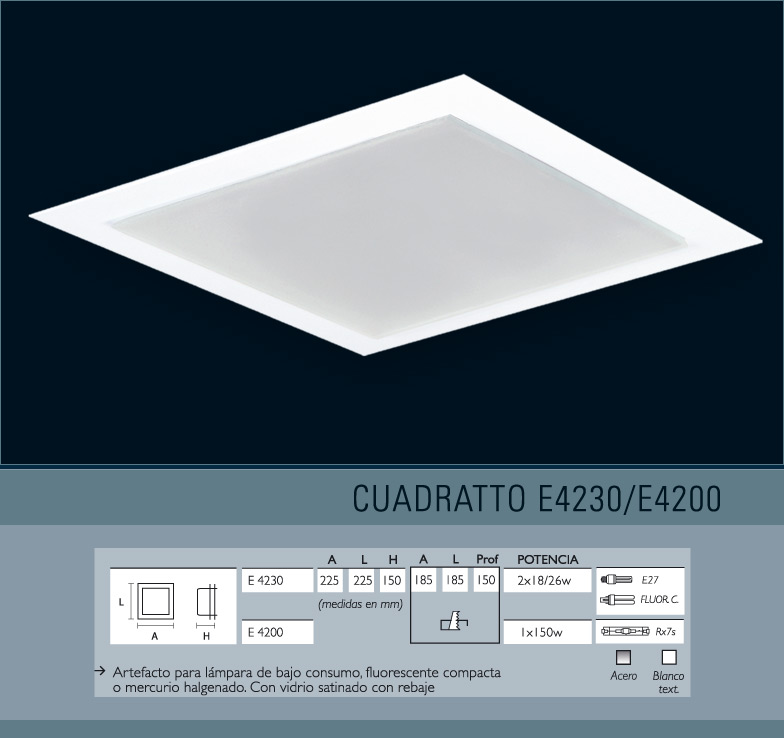 CUADRATTO E4230/E4200
A L H A L Prof POTENCIA
E 4230 225 225 150 185 185 150 2x18/26w E27
(medidas en mm) FLUOR. C.
L
A H
E 4200 1x150w Rx7s
Acero Blanco text.
Artefacto para lámpara de bajo consumo, fluorescente compacta
o mercurio halgenado. Con vidrio satinado con rebaje